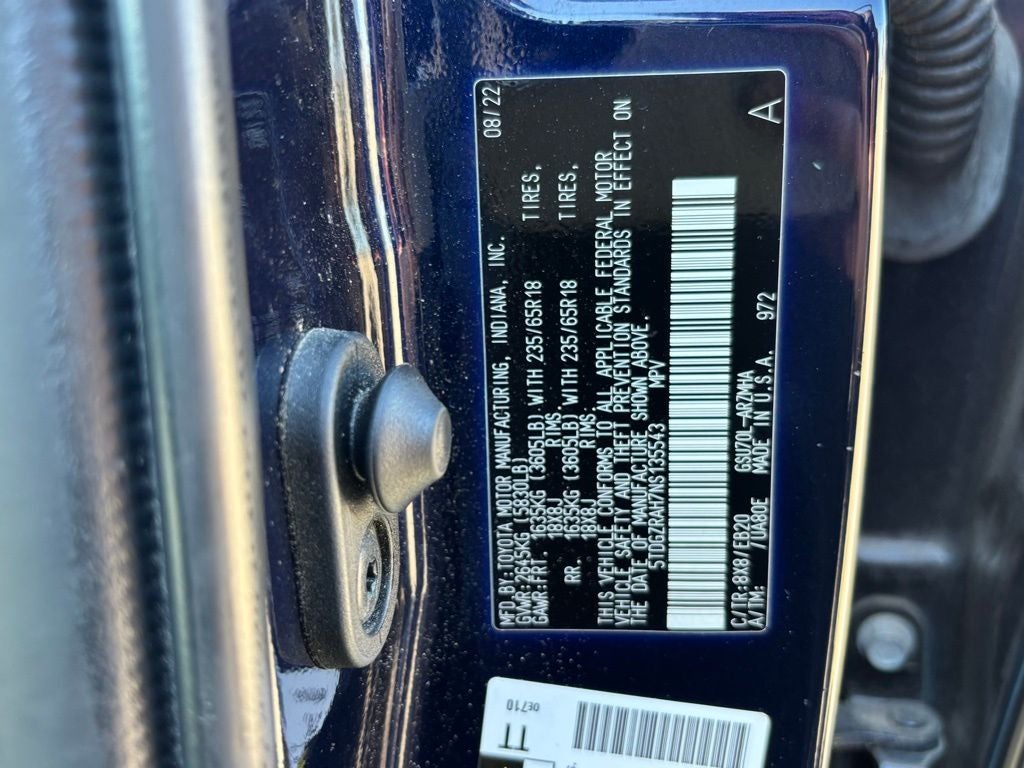 MFD.BY:TOYOTA MOTOR MANUFACTURING, INDIANA, INC. 08/22
GVWR:2645KG (5830LB)
GAWR:FRT. 1635KG (3605LB) WITH 235/65R18 TIRES,
18X8J RIMS.
RR. 1635KG (3605LB) WITH 235/65R18 TIRES,
18X8J RIMS.
THIS VEHICLE CONFORMS TO ALL APPLICABLE FEDERAL MOTOR
VEHICLE SAFETY AND THEFT PREVENTION STANDARDS IN EFFECT ON
THE DATE OF MANUFACTURE SHOWN ABOVE.
5TDGZRAH7NS135543 MPV
C/TR:8X8/EB20 GSU70L-ARZMHA
A/TM: /UA80E MADE IN U.S.A. 972 A
0E710